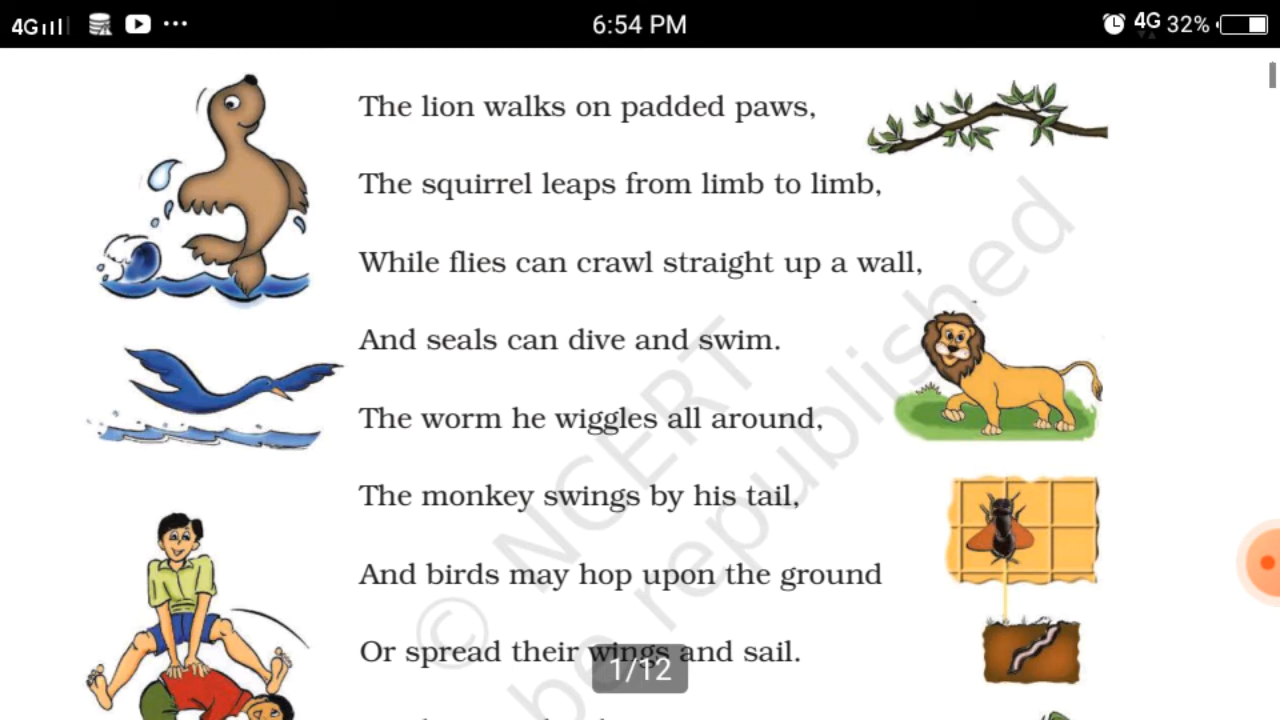 4G 6:54 PM 4G 32%
The lion walks on padded paws,
The squirrel leaps from limb to limb,
While flies can crawl straight up a wall,
And seals can dive and swim.
The worm he wiggles all around,
The monkey swings by his tail,
And birds may hop upon the ground
Or spread their wings and sail.
1/12
© NCERT
be republished